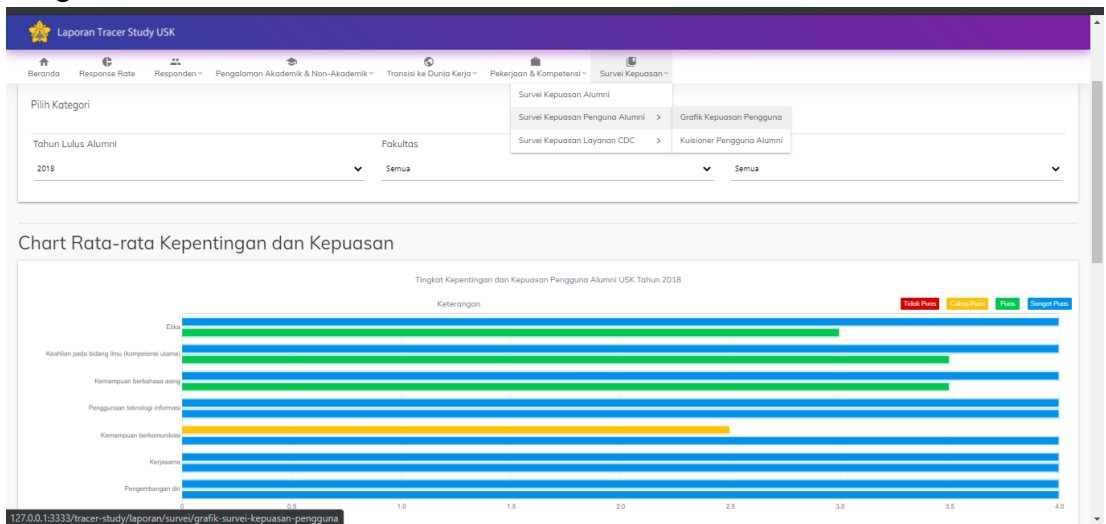 Laporan Tracer Study USK
Beranda Response Rate Responden Pengalaman Akademik & Non-Akademik Transisi ke Dunia Kerja Pekerjaan & Kompetensi Survei Kepuasan
Survei Kepuasan Alumni
Survei Kepuasan Penguna Alumni > Grafik Kepuasan Pengguna
Survei Kepuasan Layanan CDC > Kuisioner Pengguna Alumni
Pilih Kategori
Tahun Lulus Alumni Fakultas
2018 Semua Semua
Chart Rata-rata Kepentingan dan Kepuasan
Tingkat Kepentingan dan Kepuasan Pengguna Alumni USK Tahun 2018
Keterangan Tidak Puas Cukup Puas Puas Sangat Puas
Etika
Keahlian pada bidang ilmu (kompetensi utama)
Kemampuan berbahasa asing
Penggunaan teknologi informasi
Kemampuan berkomunikasi
Kerjasama
Pengembangan diri
0 0.5 1.0 1.5 2.0 2.5 3.0 3.5 4.0
127.0.0.1:3333/tracer-study/laporan/survei/grafik-survei-kepuasan-pengguna